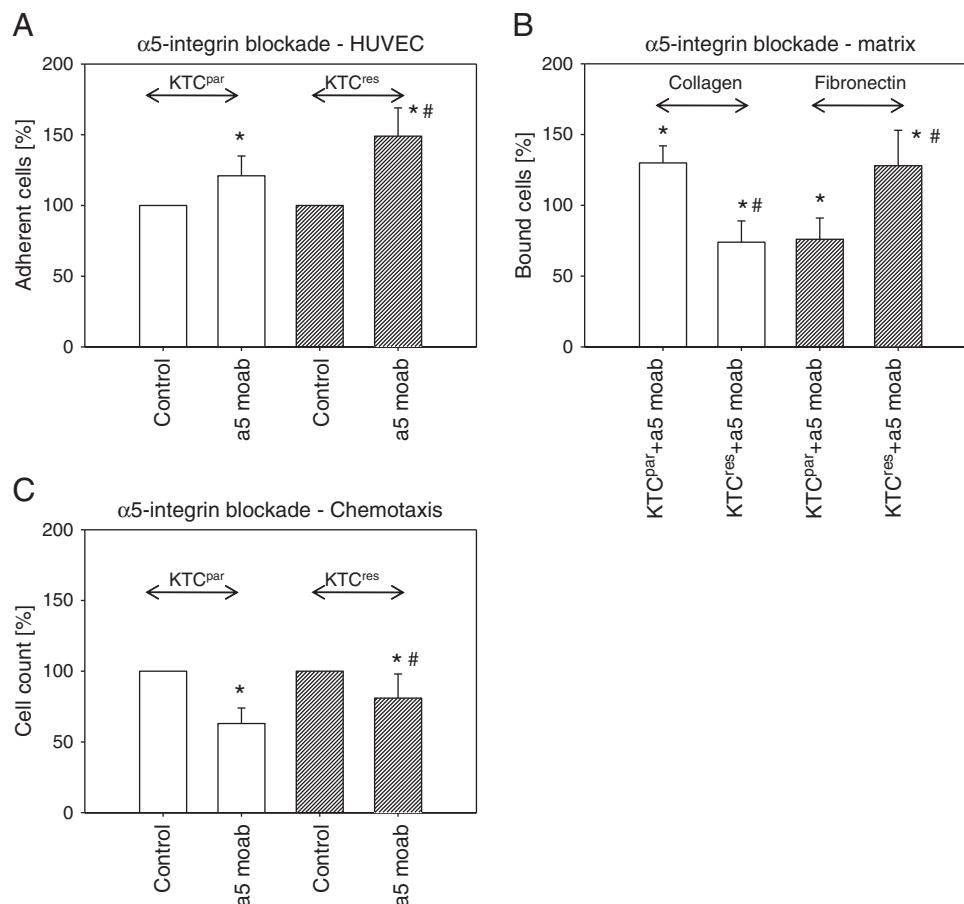 A
α5-integrin blockade - HUVEC
Adherent cells [%]
200
150
100
50
0
KTCpar
KTCres
*
* #
Control
a5 moab
Control
a5 moab
B
α5-integrin blockade - matrix
Bound cells [%]
200
150
100
50
0
Collagen
Fibronectin
*
* #
*
* #
KTCpar+a5 moab
KTCres+a5 moab
KTCpar+a5 moab
KTCres+a5 moab
C
α5-integrin blockade - Chemotaxis
Cell count [%]
200
150
100
50
0
KTCpar
KTCres
*
* #
Control
a5 moab
Control
a5 moab